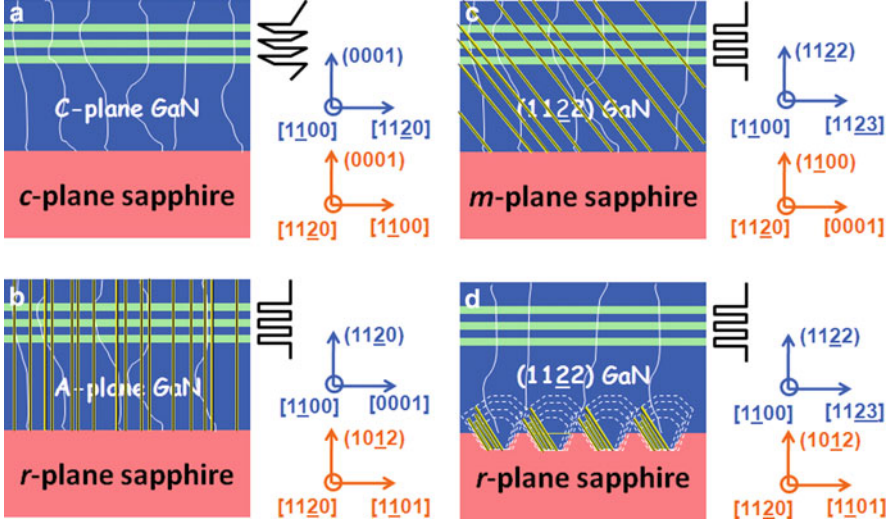 a
C-plane GaN
c-plane sapphire
(0001)
[1100] [1120]
(0001)
[1120] [1100]
b
A-plane GaN
r-plane sapphire
(1120)
[1100] [0001]
(1012)
[1120] [1101]
c
(1122) GaN
m-plane sapphire
(1122)
[1100] [1123]
(1100)
[1120] [0001]
d
(1122) GaN
r-plane sapphire
(1122)
[1100] [1123]
(1012)
[1120] [1101]